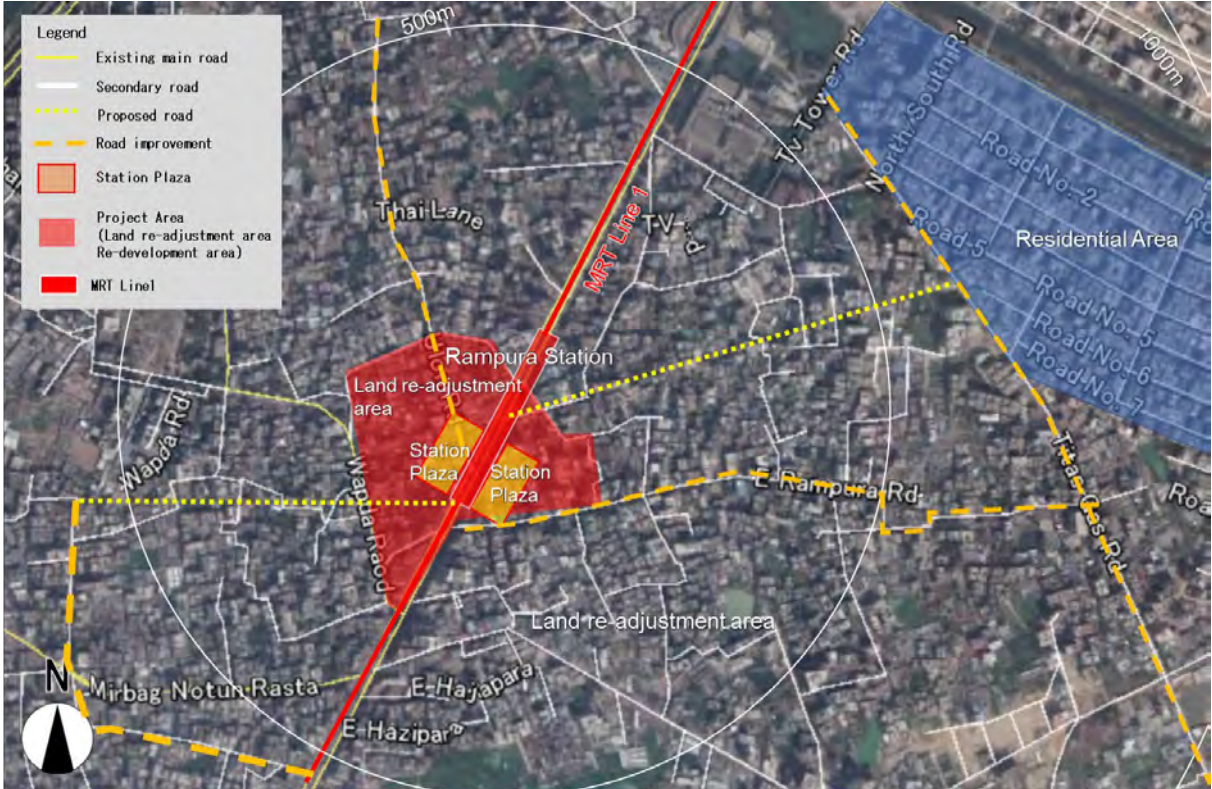 Legend
Existing main road
Secondary road
Proposed road
Road improvement
Station Plaza
Project Area
(Land re-adjustment area
Re-development area)
MRT Line1
500m
1000m
Tv Tower Rd
North/South Rd
Road No. 2
Thai Lane
MRT Line 1
Road-5
Residential Area
Road No. 5
Road No. 6
Road No. 7
Rampura Station
Land re-adjustment
area
Wapda Rd
Station
Plaza
Station
Plaza
Wapda Raod
E Rampura Rd
Titas Gas Rd
Land re-adjustment area
N
Mirbag Notun Rasta
E Hajapara
E Hazipara